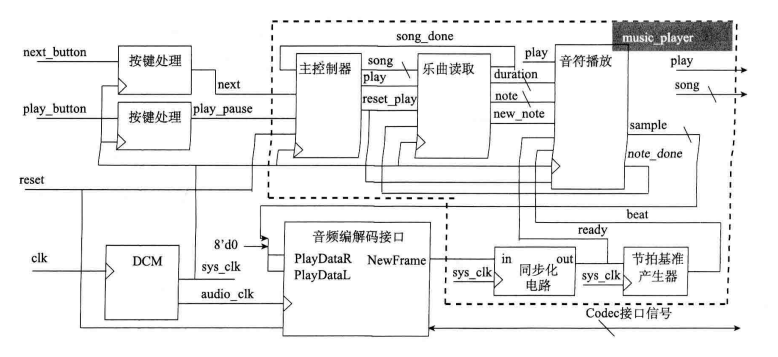 song_done
music_player
next_button
按键处理
next
主控制器
song
play
reset_play
乐曲读取
duration
note
new_note
play
音符播放
play
song
play_button
按键处理
play_pause
sample
note_done
reset
beat
ready
8'd0
音频编解码接口
PlayDataR
PlayDataL
NewFrame
clk
DCM
sys_clk
audio_clk
in
out
sys_clk
同步化
电路
sys_clk
节拍基准
产生器
Codec接口信号